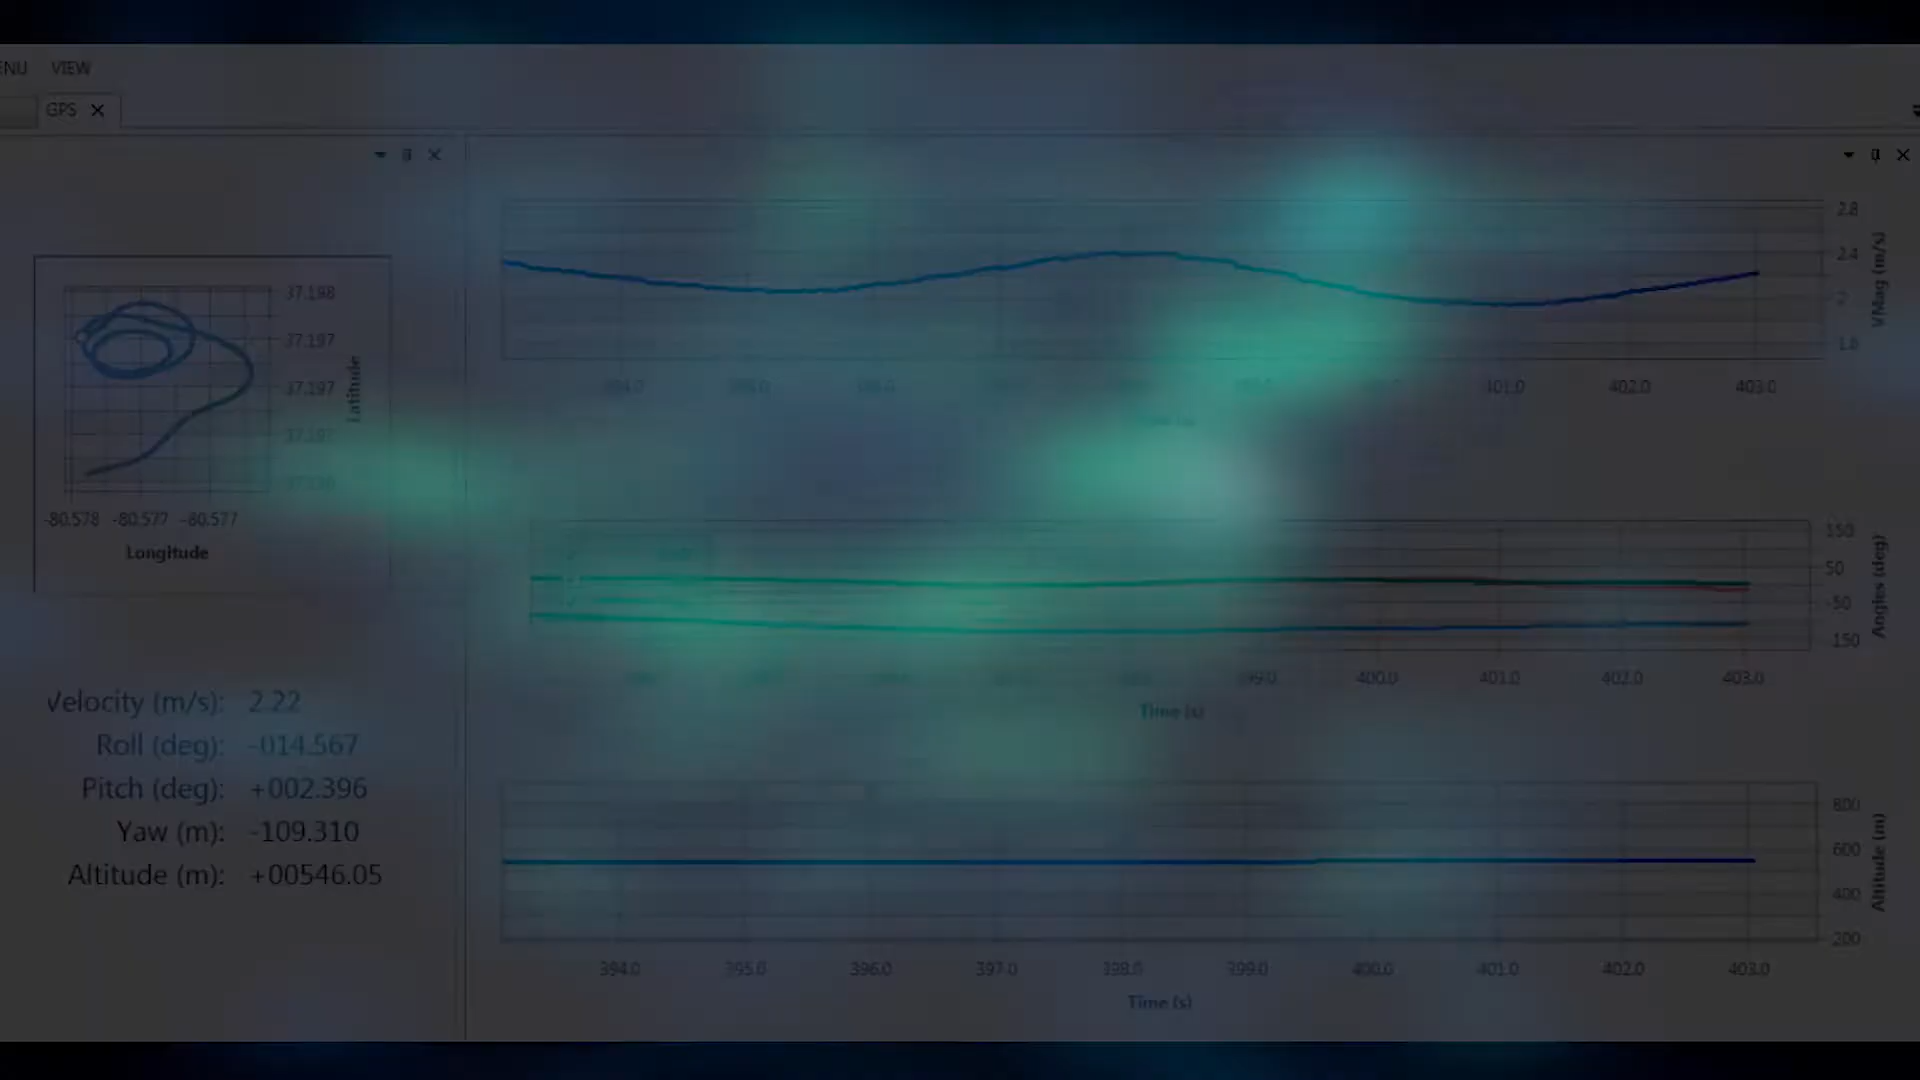 ENU VIEW
GPS
37.198
37.197
37.197
37.197
Latitude
-80.578 -80.577 -80.577
Longitude
Velocity (m/s): 2.22
Roll (deg): -014.567
Pitch (deg): +002.396
Yaw (m): -109.310
Altitude (m): +00546.05
2.8
2.4
2
VMag (m/s)
401.0 402.0 403.0
150
50
-50
-150
Angles (deg)
399.0 400.0 401.0 402.0 403.0
Time (s)
800
600
400
200
Altitude (m)
394.0 395.0 396.0 397.0 398.0 399.0 400.0 401.0 402.0 403.0
Time (s)